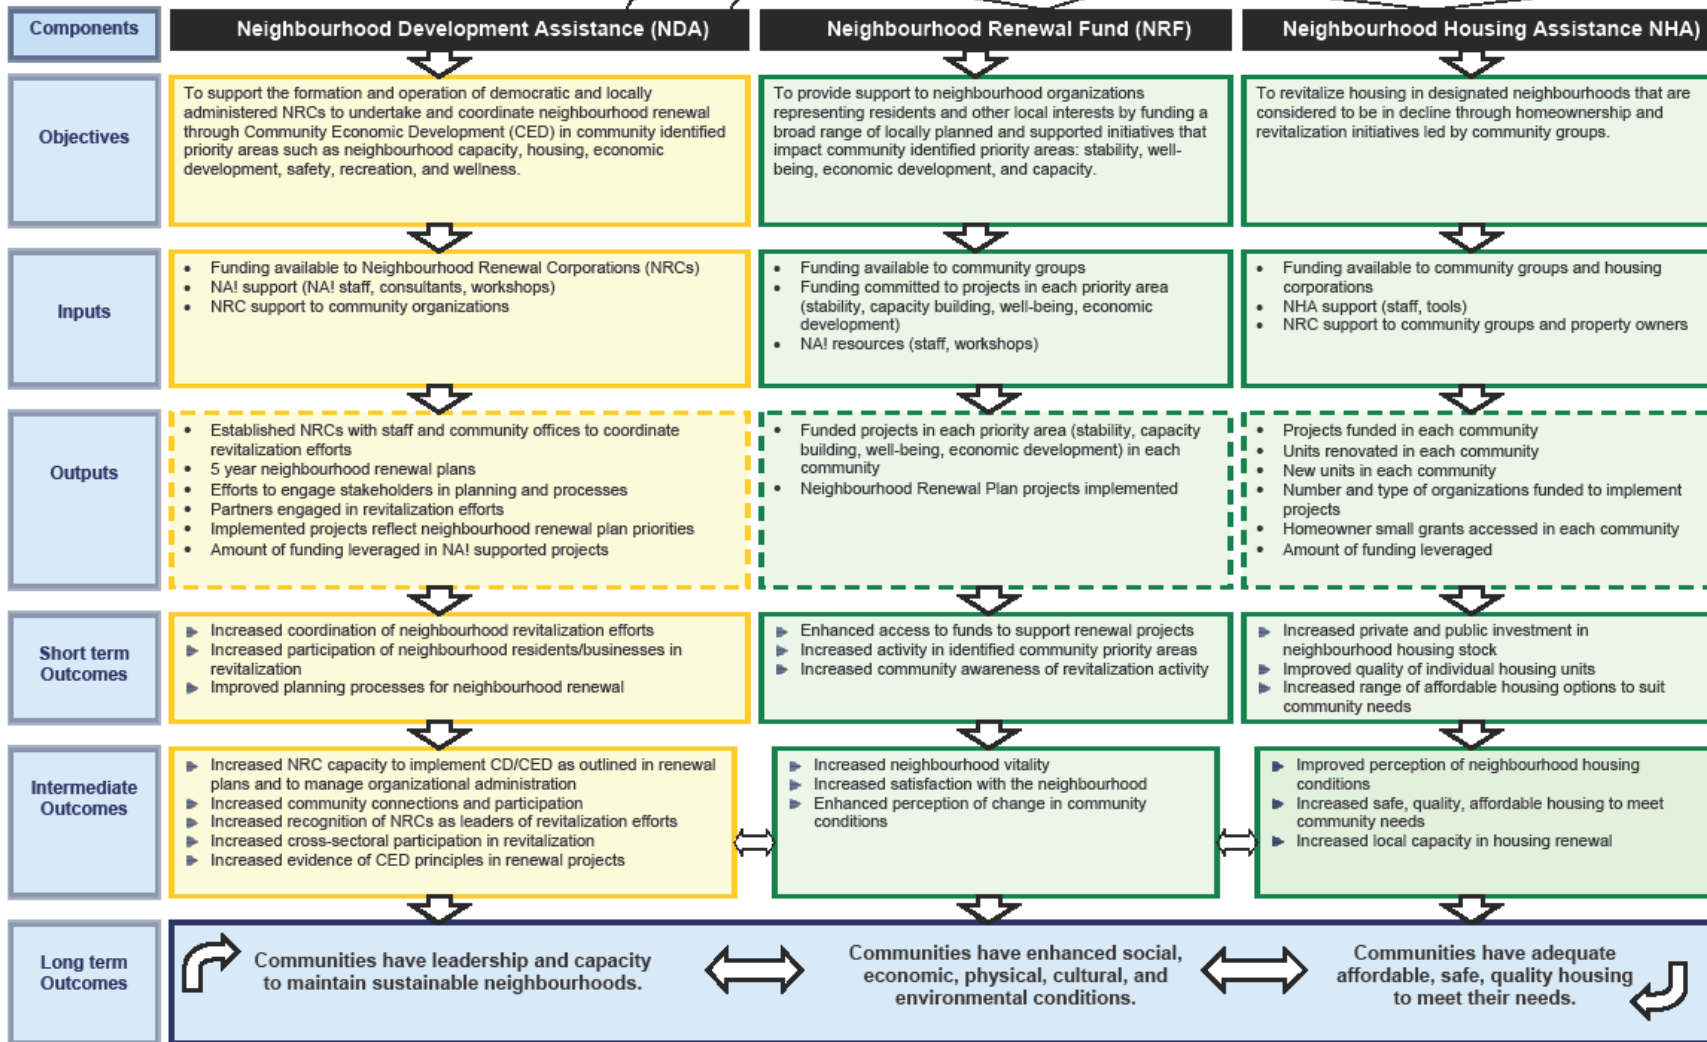 Components
Neighbourhood Development Assistance (NDA)
Neighbourhood Renewal Fund (NRF)
Neighbourhood Housing Assistance NHA)
Objectives
To support the formation and operation of democratic and locally
administered NRCs to undertake and coordinate neighbourhood renewal
through Community Economic Development (CED) in community identified
priority areas such as neighbourhood capacity, housing, economic
development, safety, recreation, and wellness.
To provide support to neighbourhood organizations
representing residents and other local interests by funding a
broad range of locally planned and supported initiatives that
impact community identified priority areas: stability, well-
being, economic development, and capacity.
To revitalize housing in designated neighbourhoods that are
considered to be in decline through homeownership and
revitalization initiatives led by community groups.
Inputs
• Funding available to Neighbourhood Renewal Corporations (NRCs)
• NA! support (NA! staff, consultants, workshops)
• NRC support to community organizations
• Funding available to community groups
• Funding committed to projects in each priority area
(stability, capacity building, well-being, economic
development)
• NA! resources (staff, workshops)
• Funding available to community groups and housing
corporations
• NHA support (staff, tools)
• NRC support to community groups and property owners
Outputs
• Established NRCs with staff and community offices to coordinate
revitalization efforts
• 5 year neighbourhood renewal plans
• Efforts to engage stakeholders in planning and processes
• Partners engaged in revitalization efforts
• Implemented projects reflect neighbourhood renewal plan priorities
• Amount of funding leveraged in NA! supported projects
• Funded projects in each priority area (stability, capacity
building, well-being, economic development) in each
community
• Neighbourhood Renewal Plan projects implemented
• Projects funded in each community
• Units renovated in each community
• New units in each community
• Number and type of organizations funded to implement
projects
• Homeowner small grants accessed in each community
• Amount of funding leveraged
Short term
Outcomes
Increased coordination of neighbourhood revitalization efforts
Increased participation of neighbourhood residents/businesses in
revitalization
Improved planning processes for neighbourhood renewal
Enhanced access to funds to support renewal projects
Increased activity in identified community priority areas
Increased community awareness of revitalization activity
Increased private and public investment in
neighbourhood housing stock
Improved quality of individual housing units
Increased range of affordable housing options to suit
community needs
Intermediate
Outcomes
Increased NRC capacity to implement CD/CED as outlined in renewal
plans and to manage organizational administration
Increased community connections and participation
Increased recognition of NRCs as leaders of revitalization efforts
Increased cross-sectoral participation in revitalization
Increased evidence of CED principles in renewal projects
Increased neighbourhood vitality
Increased satisfaction with the neighbourhood
Enhanced perception of change in community
conditions
Improved perception of neighbourhood housing
conditions
Increased safe, quality, affordable housing to meet
community needs
Increased local capacity in housing renewal
Long term
Outcomes
Communities have leadership and capacity
to maintain sustainable neighbourhoods.
Communities have enhanced social,
economic, physical, cultural, and
environmental conditions.
Communities have adequate
affordable, safe, quality housing
to meet their needs.